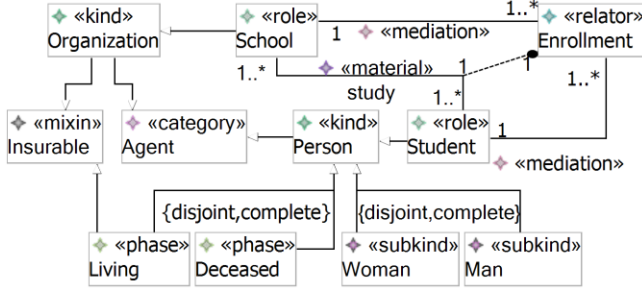 «kind»
Organization
«role»
School
1..*
«relator»
Enrollment
1
«mediation»
1..*
«material»
1
1
1..*
study
1..*
«mixin»
Insurable
«category»
Agent
«kind»
Person
«role»
Student
1
«mediation»
{disjoint,complete}
{disjoint,complete}
«phase»
Living
«phase»
Deceased
«subkind»
Woman
«subkind»
Man